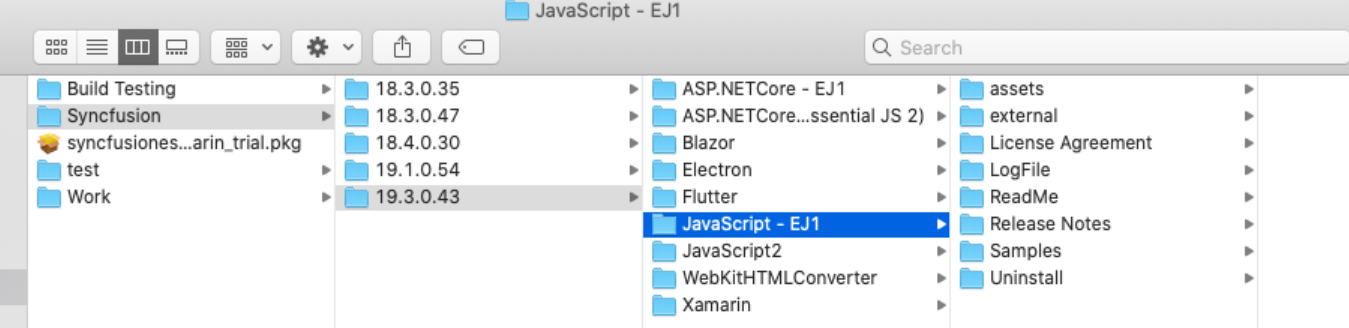 JavaScript - EJ1
Search
Build Testing
Syncfusion
syncfusiones...arin_trial.pkg
test
Work
18.3.0.35
18.3.0.47
18.4.0.30
19.1.0.54
19.3.0.43
ASP.NETCore - EJ1
ASP.NETCore...ssential JS 2)
Blazor
Electron
Flutter
JavaScript - EJ1
JavaScript2
WebKitHTMLConverter
Xamarin
assets
external
License Agreement
LogFile
ReadMe
Release Notes
Samples
Uninstall